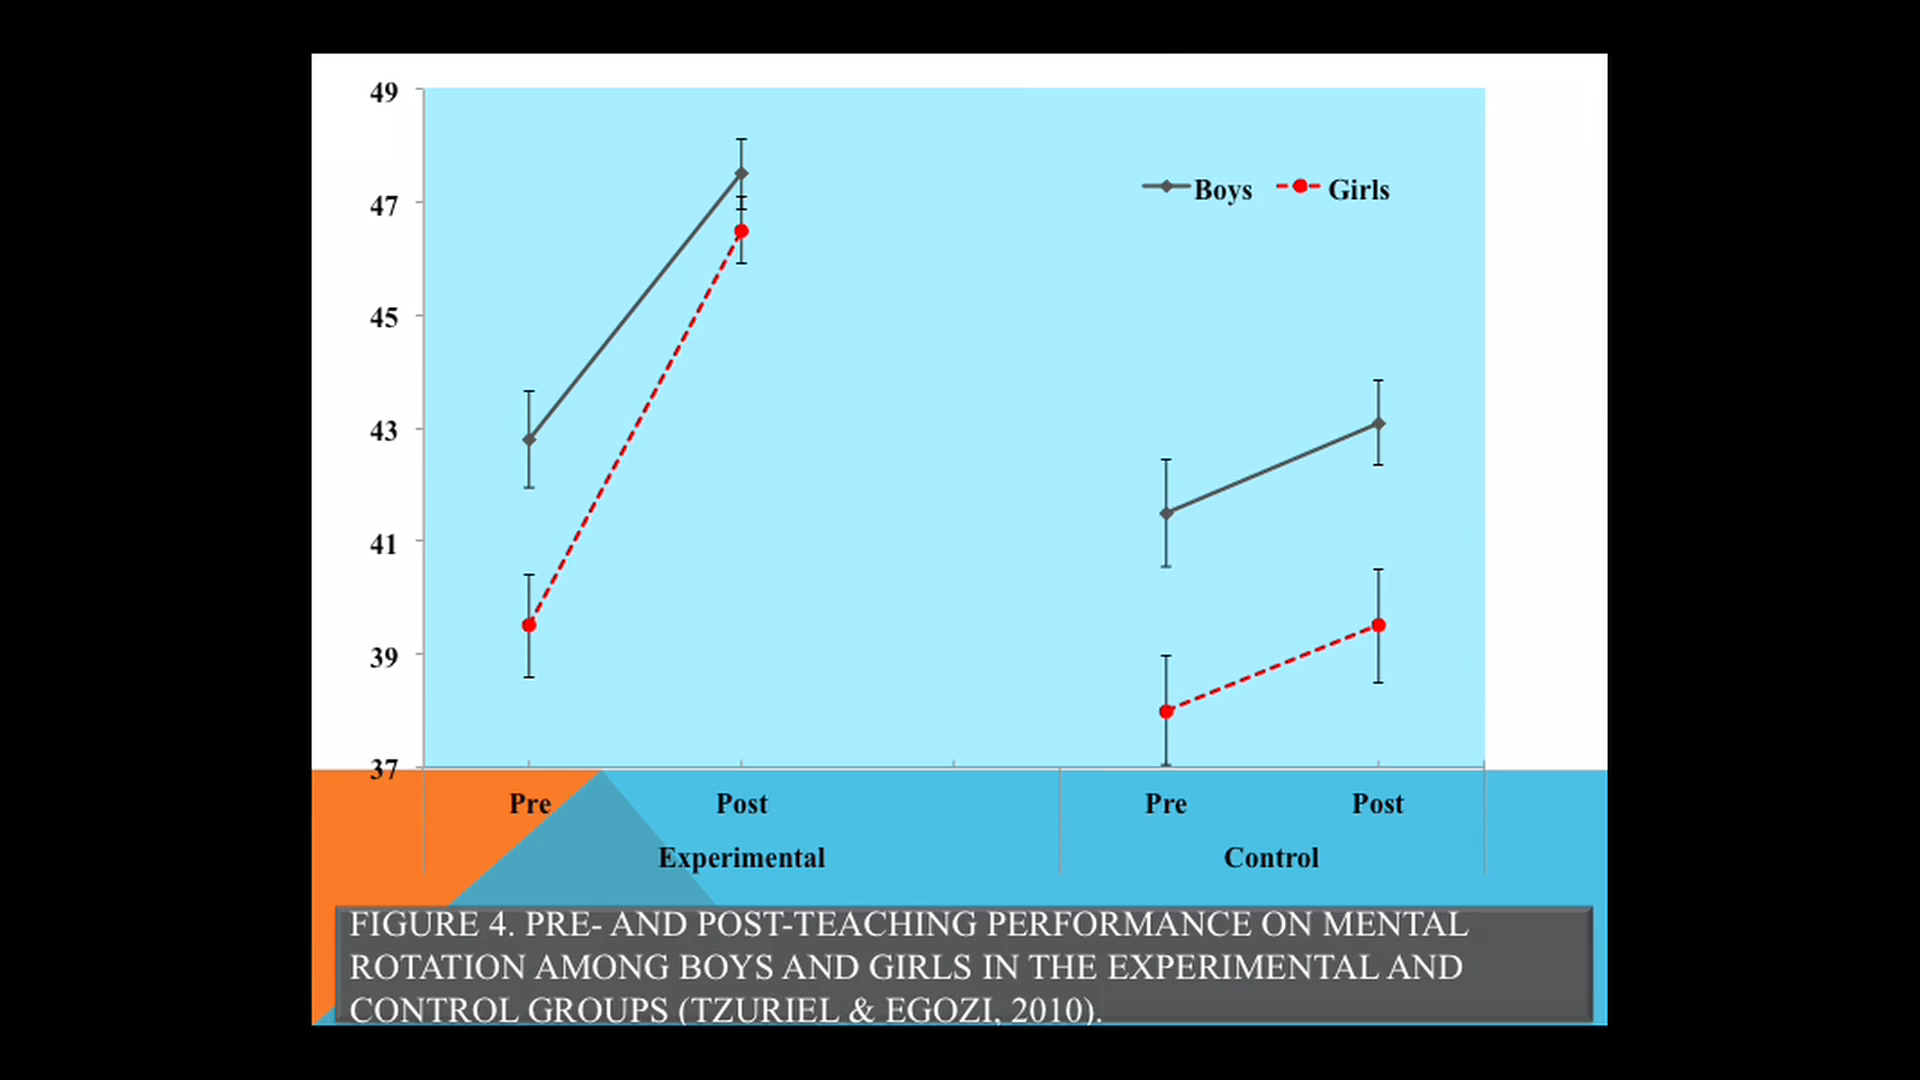 49
47
45
43
41
39
37
Boys Girls
Pre Post Pre Post
Experimental Control
FIGURE 4. PRE- AND POST-TEACHING PERFORMANCE ON MENTAL
ROTATION AMONG BOYS AND GIRLS IN THE EXPERIMENTAL AND
CONTROL GROUPS (TZURIEL & EGOZI, 2010).